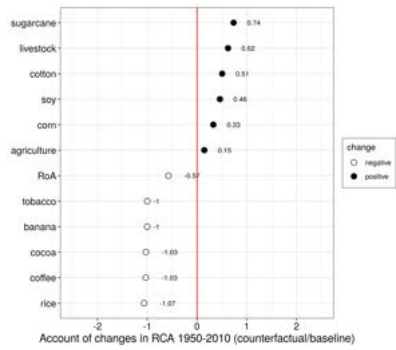 sugarcane
0.74
livestock
0.62
cotton
0.51
soy
0.46
corn
0.33
agriculture
0.15
RoA
-0.57
tobacco
-1
banana
-1
cocoa
-1.03
coffee
-1.03
rice
-1.07
-2 -1 0 1 2
Account of changes in RCA 1950-2010 (counterfactual/baseline)
change
negative
positive